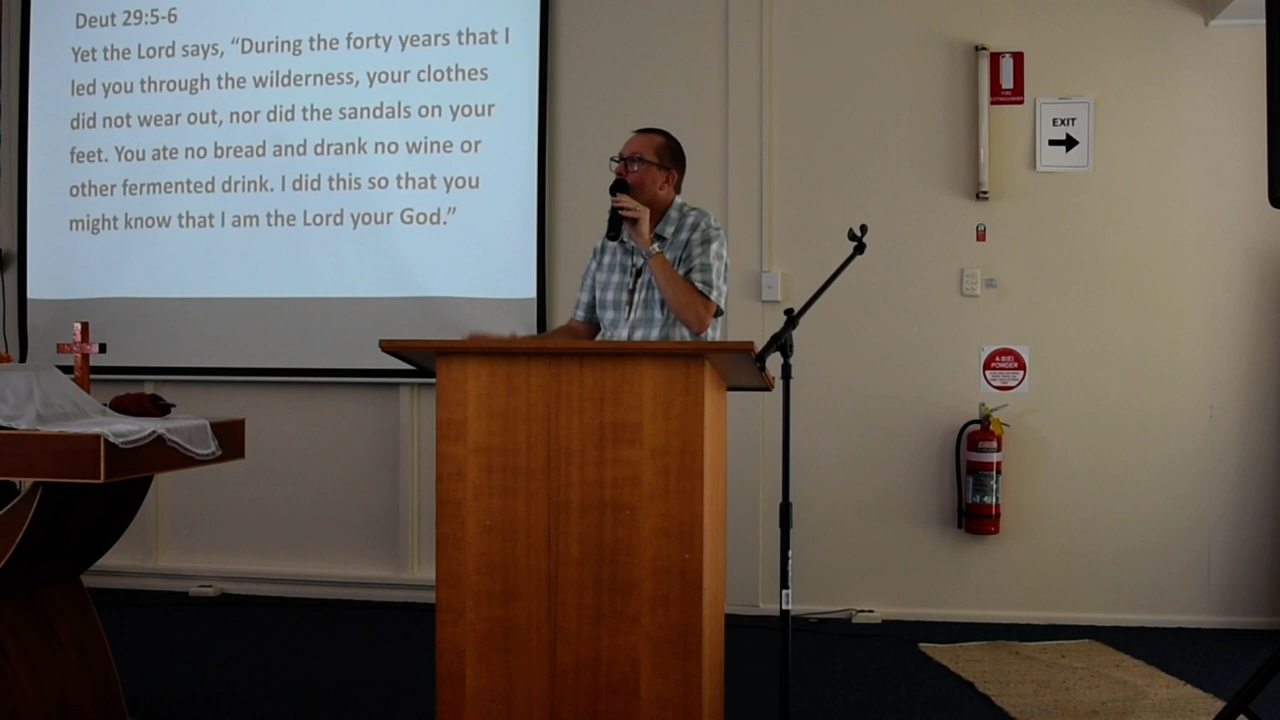 Deut 29:5-6
Yet the Lord says, “During the forty years that I
led you through the wilderness, your clothes
did not wear out, nor did the sandals on your
feet. You ate no bread and drank no wine or
other fermented drink. I did this so that you
might know that I am the Lord your God.”
FIRE
EXTINGUISHER
EXIT
A:B(E)
POWDER